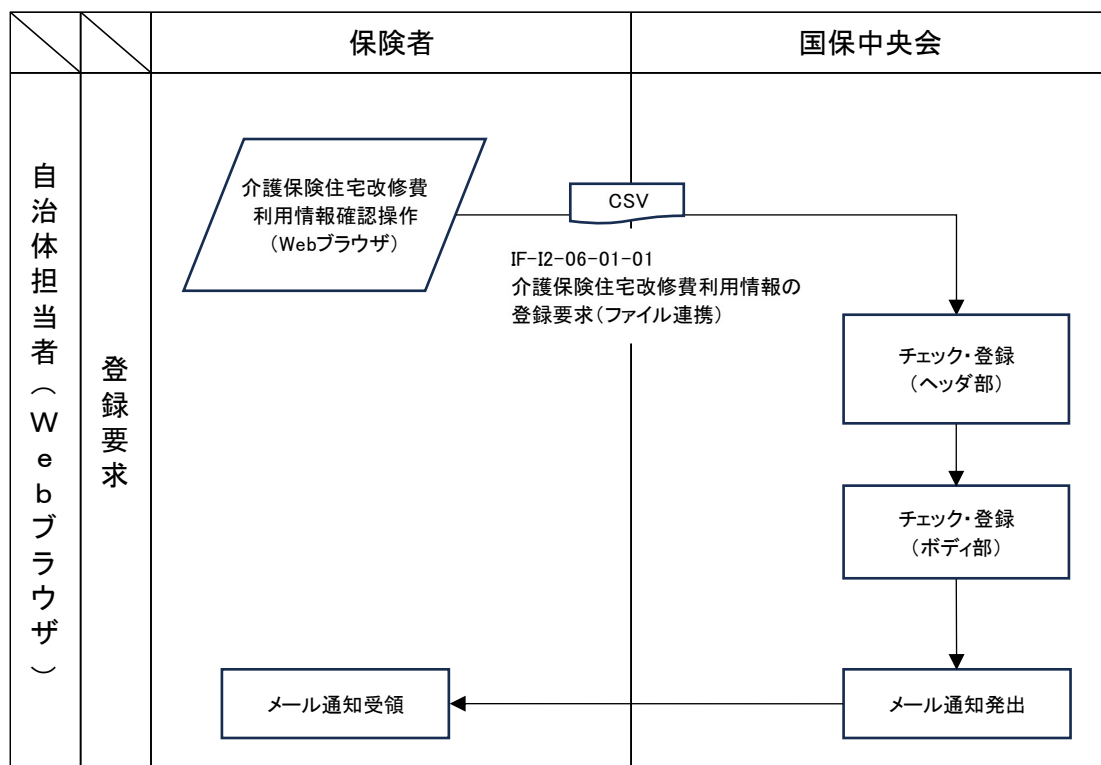 保険者
国保中央会
自治体担当者(Webブラウザ)
登録要求
介護保険住宅改修費
利用情報確認操作
(Webブラウザ)
CSV
IF-I2-06-01-01
介護保険住宅改修費利用情報の
登録要求(ファイル連携)
チェック・登録
(ヘッダ部)
チェック・登録
(ボディ部)
メール通知受領
メール通知発出